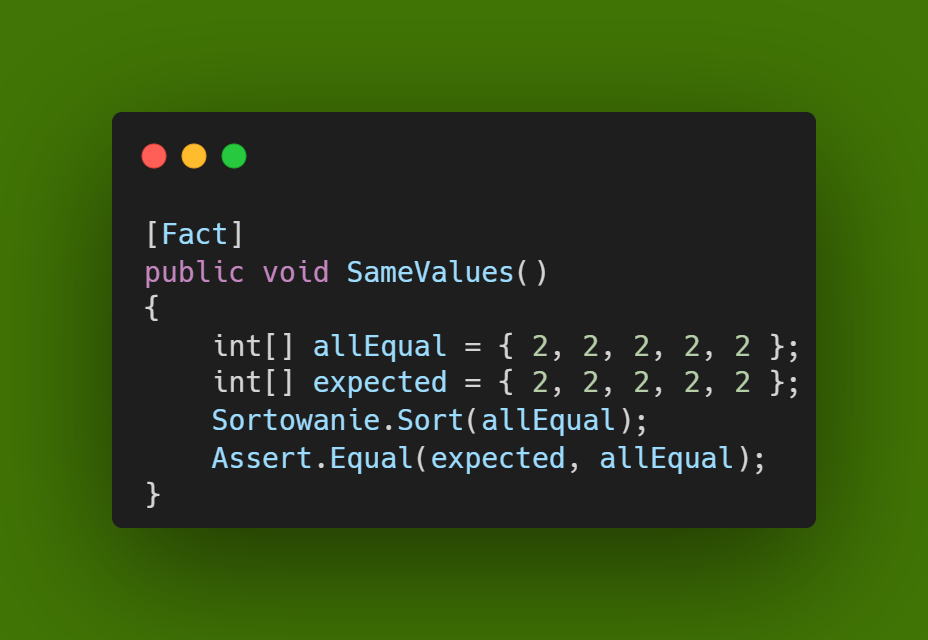 [Fact]
public void SameValues()
{
    int[] allEqual = { 2, 2, 2, 2, 2 };
    int[] expected = { 2, 2, 2, 2, 2 };
    Sortowanie.Sort(allEqual);
    Assert.Equal(expected, allEqual);
}